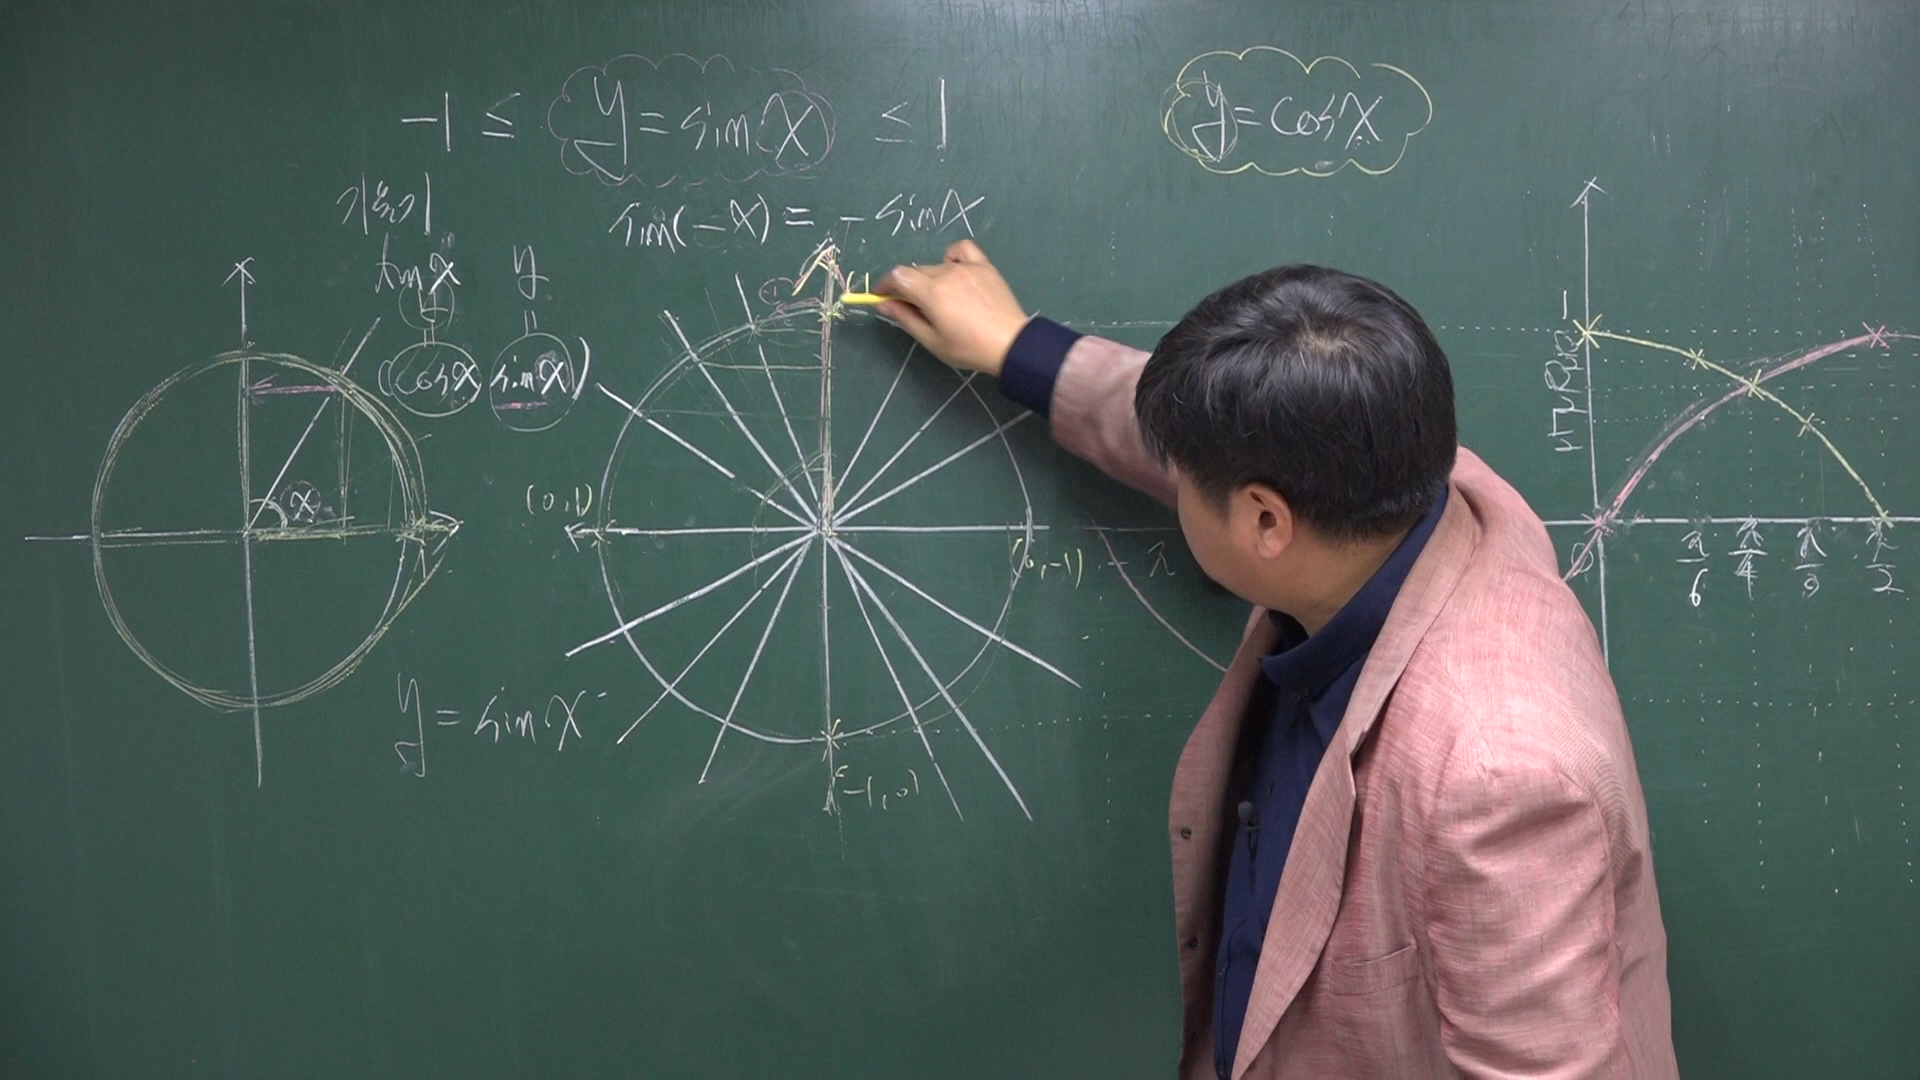 -1 ≤ y = sin x ≤ 1
y = cos x
sin(-x) = - sin x
기울기
tan x y
(cos x, sin x)
x
(0,1)
(0,-1)
-π
(-1,0)
y = sin x
1
0
π/6 π/4 π/3 π/2